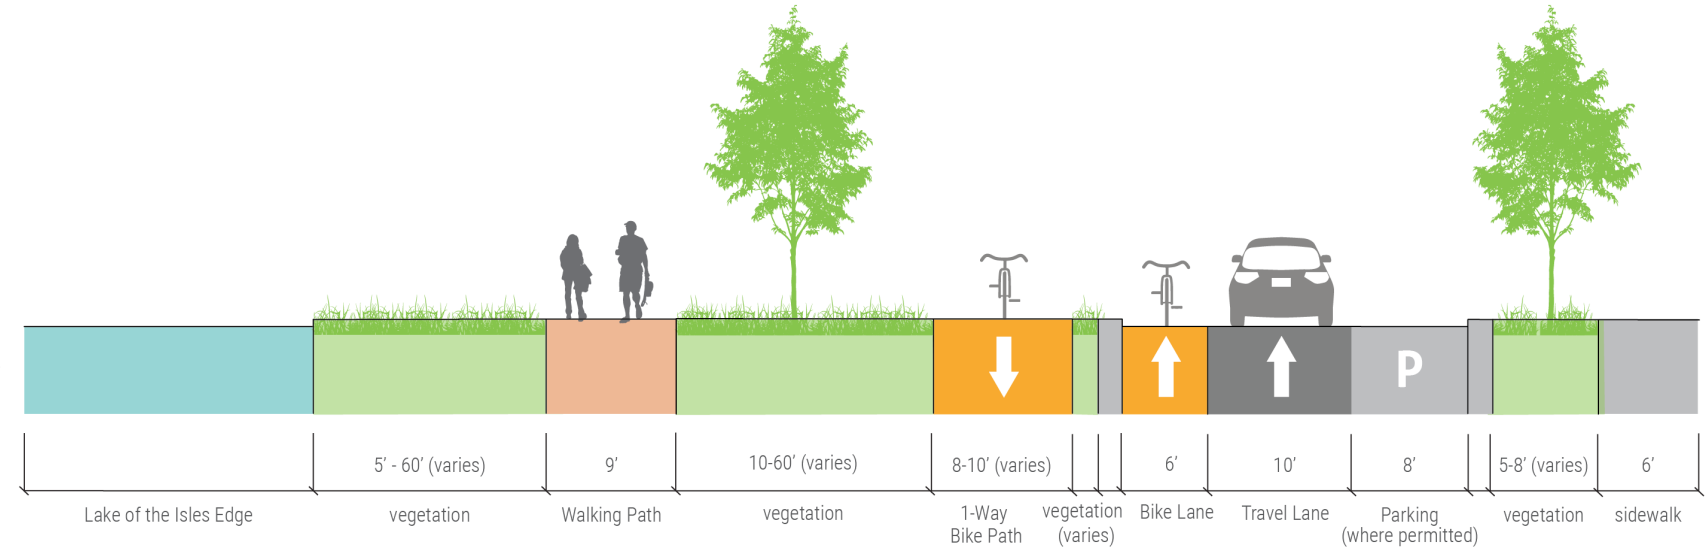 P
5’ - 60’ (varies)
9’
10-60’ (varies)
8-10’ (varies)
6’
10’
8’
5-8’ (varies)
6’
Lake of the Isles Edge
vegetation
Walking Path
vegetation
1-Way
Bike Path
vegetation
(varies)
Bike Lane
Travel Lane
Parking
(where permitted)
vegetation
sidewalk